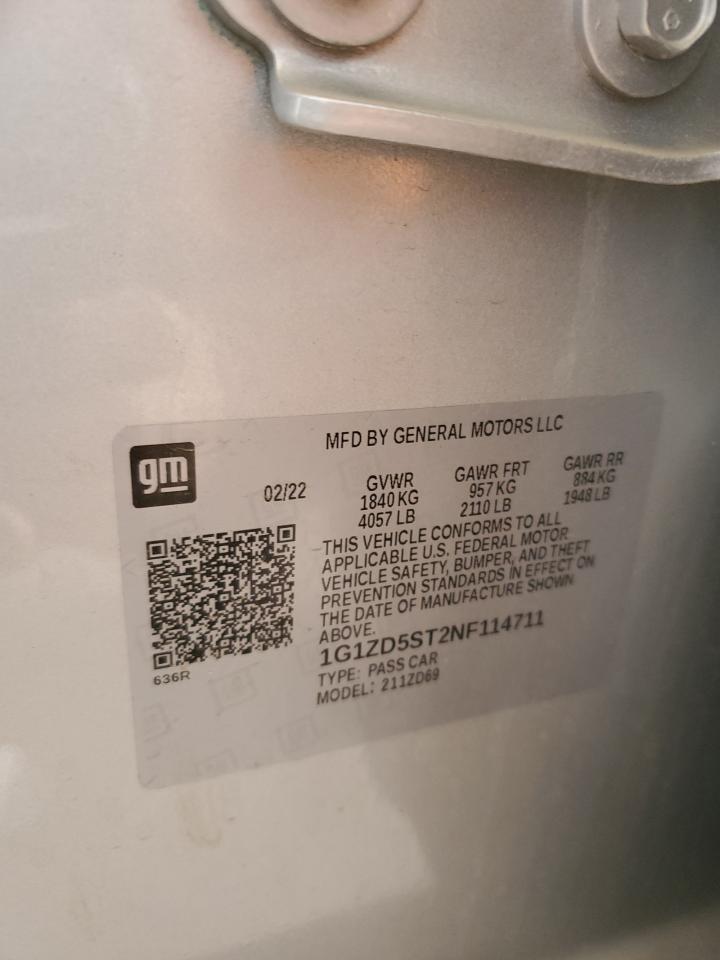 gm
MFD BY GENERAL MOTORS LLC
02/22
GVWR
1840 KG
4057 LB
GAWR FRT
957 KG
2110 LB
GAWR RR
884 KG
1948 LB
THIS VEHICLE CONFORMS TO ALL
APPLICABLE U.S. FEDERAL MOTOR
VEHICLE SAFETY, BUMPER, AND THEFT
PREVENTION STANDARDS IN EFFECT ON
THE DATE OF MANUFACTURE SHOWN
ABOVE.
1G1ZD5ST2NF114711
TYPE: PASS CAR
MODEL: 211ZD69
636R